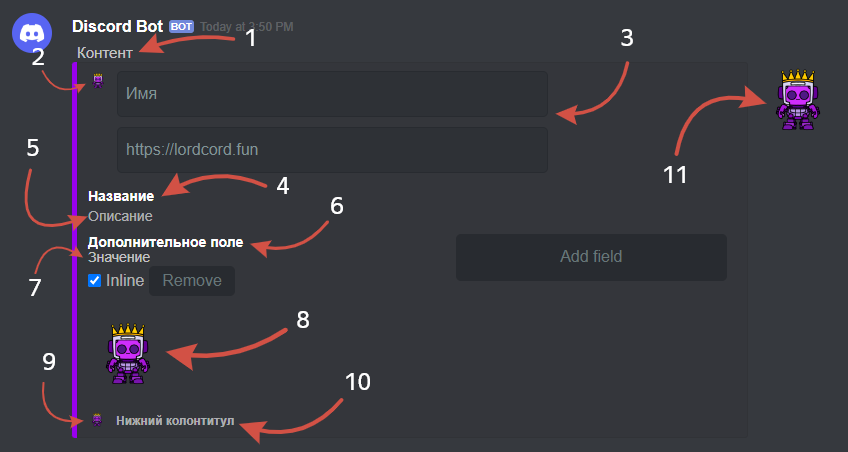 Discord Bot BOT Today at 3:50 PM
1
Контент
2
3
Имя
https://lordcord.fun
11
5
Название
4
Описание
6
Дополнительное поле
Значение
Add field
7
Inline Remove
8
9
10
Нижний колонтитул